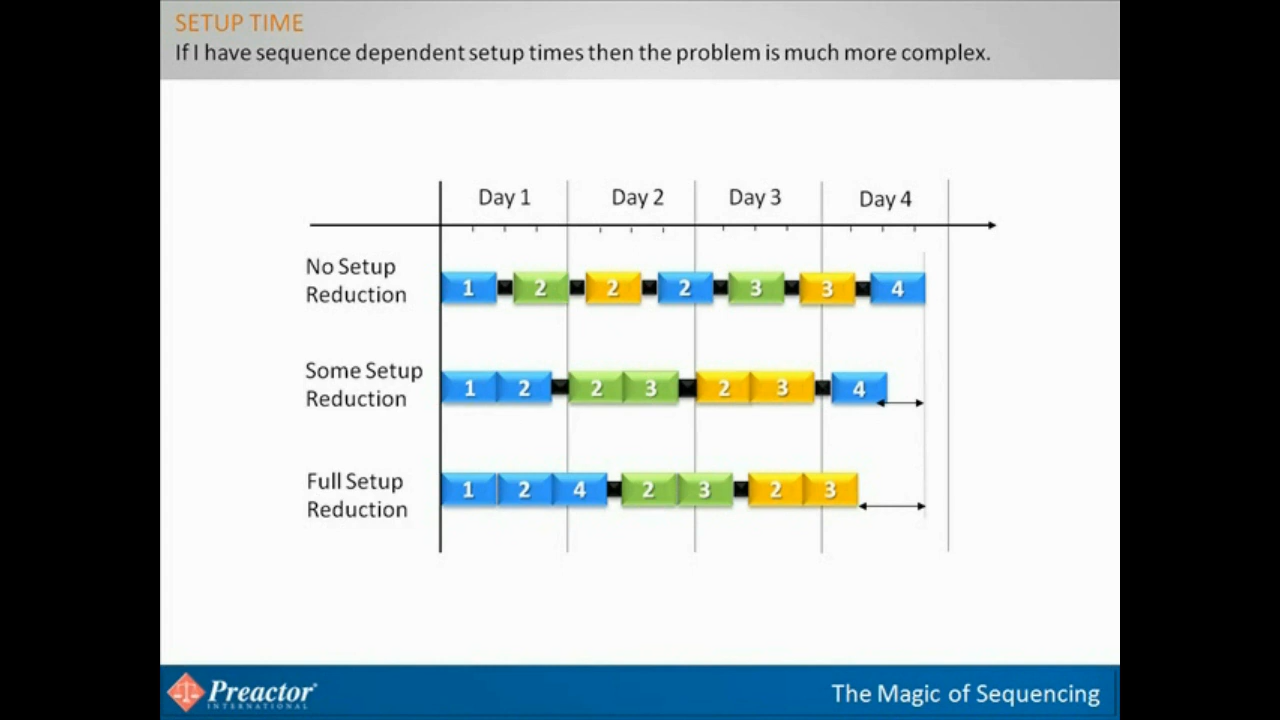 SETUP TIME
If I have sequence dependent setup times then the problem is much more complex.
Day 1 Day 2 Day 3 Day 4
No Setup
Reduction
1 2 2 2 3 3 4
Some Setup
Reduction
1 2 2 3 2 3 4
Full Setup
Reduction
1 2 4 2 3 2 3
Preactor
INTERNATIONAL
The Magic of Sequencing